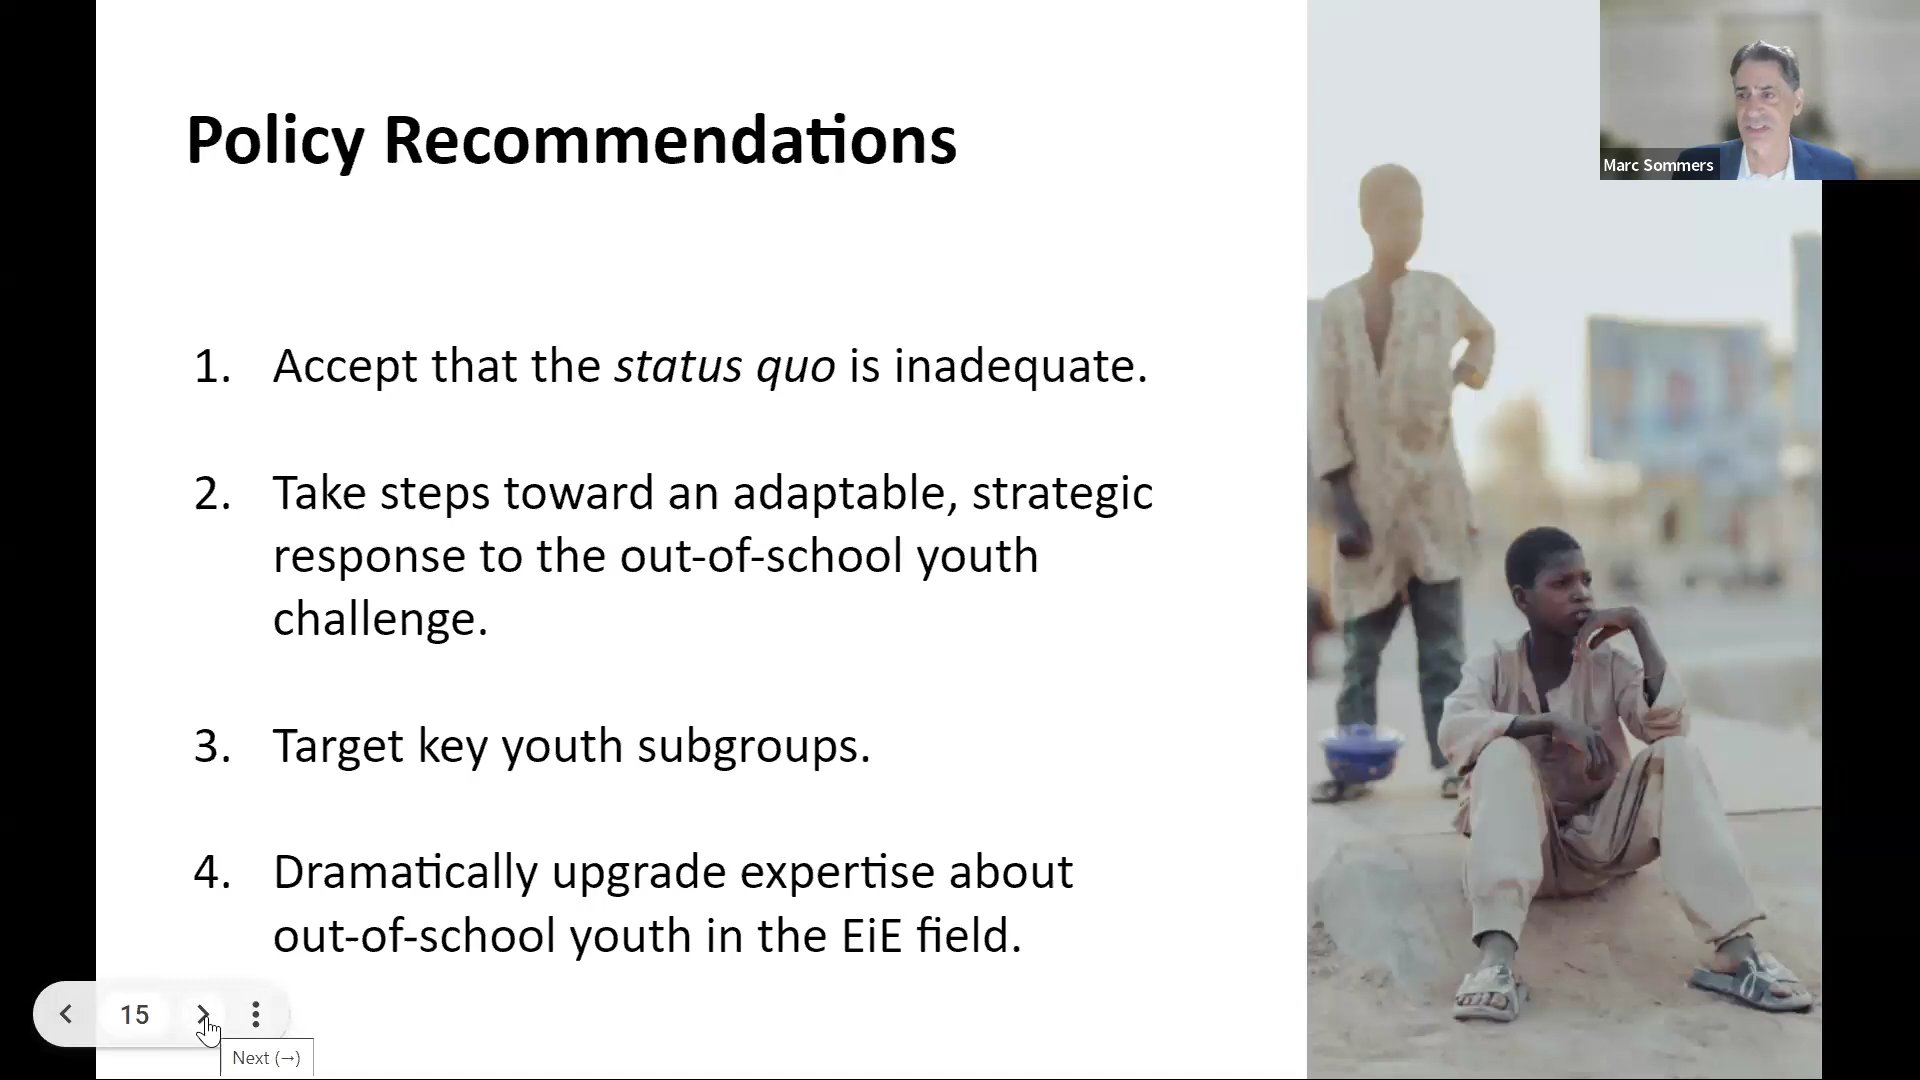 Policy Recommendations
Marc Sommers
1. Accept that the status quo is inadequate.
2. Take steps toward an adaptable, strategic
response to the out-of-school youth
challenge.
3. Target key youth subgroups.
4. Dramatically upgrade expertise about
out-of-school youth in the EiE field.
15
Next (→)